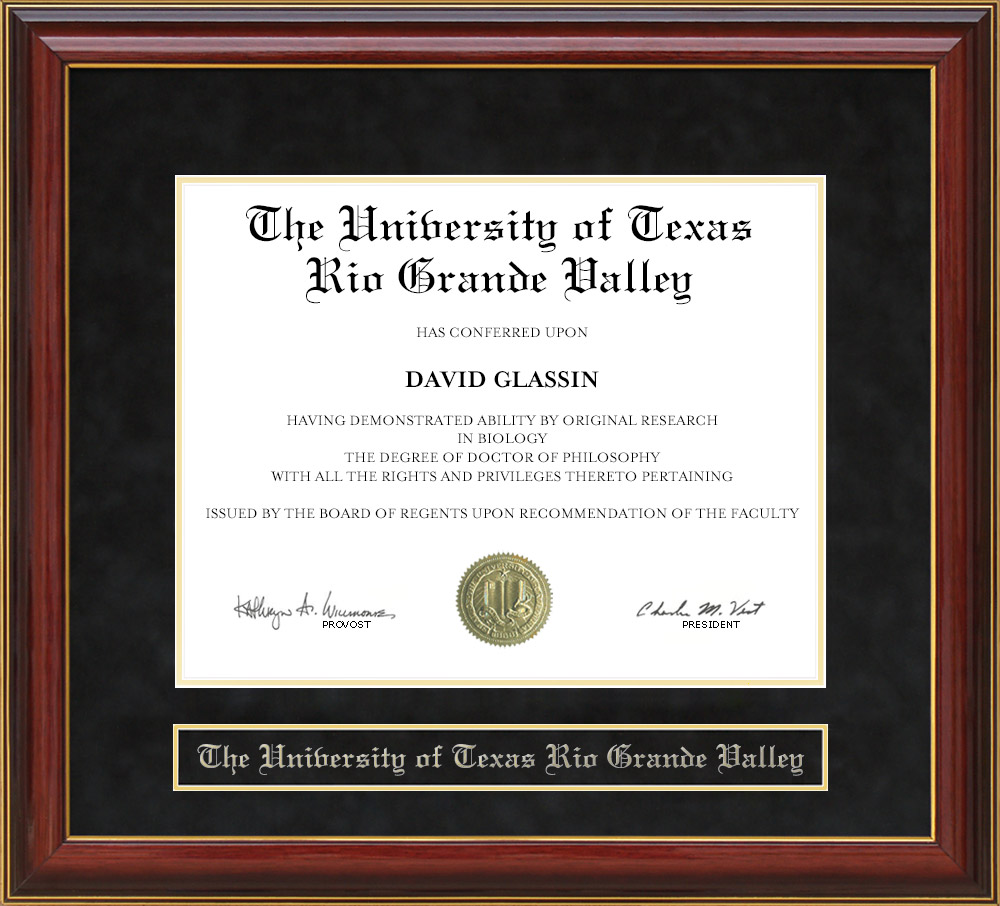 The University of Texas
Rio Grande Valley
HAS CONFERRED UPON
DAVID GLASSIN
HAVING DEMONSTRATED ABILITY BY ORIGINAL RESEARCH
IN BIOLOGY
THE DEGREE OF DOCTOR OF PHILOSOPHY
WITH ALL THE RIGHTS AND PRIVILEGES THERETO PERTAINING
ISSUED BY THE BOARD OF REGENTS UPON RECOMMENDATION OF THE FACULTY
Charles M. Vest
PROVOST PRESIDENT
The University of Texas Rio Grande Valley